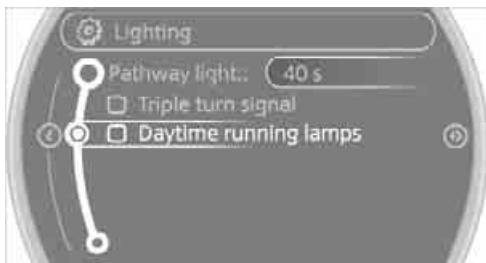 Lighting
Pathway light.: 40 s
Triple turn signal
Daytime running lamps